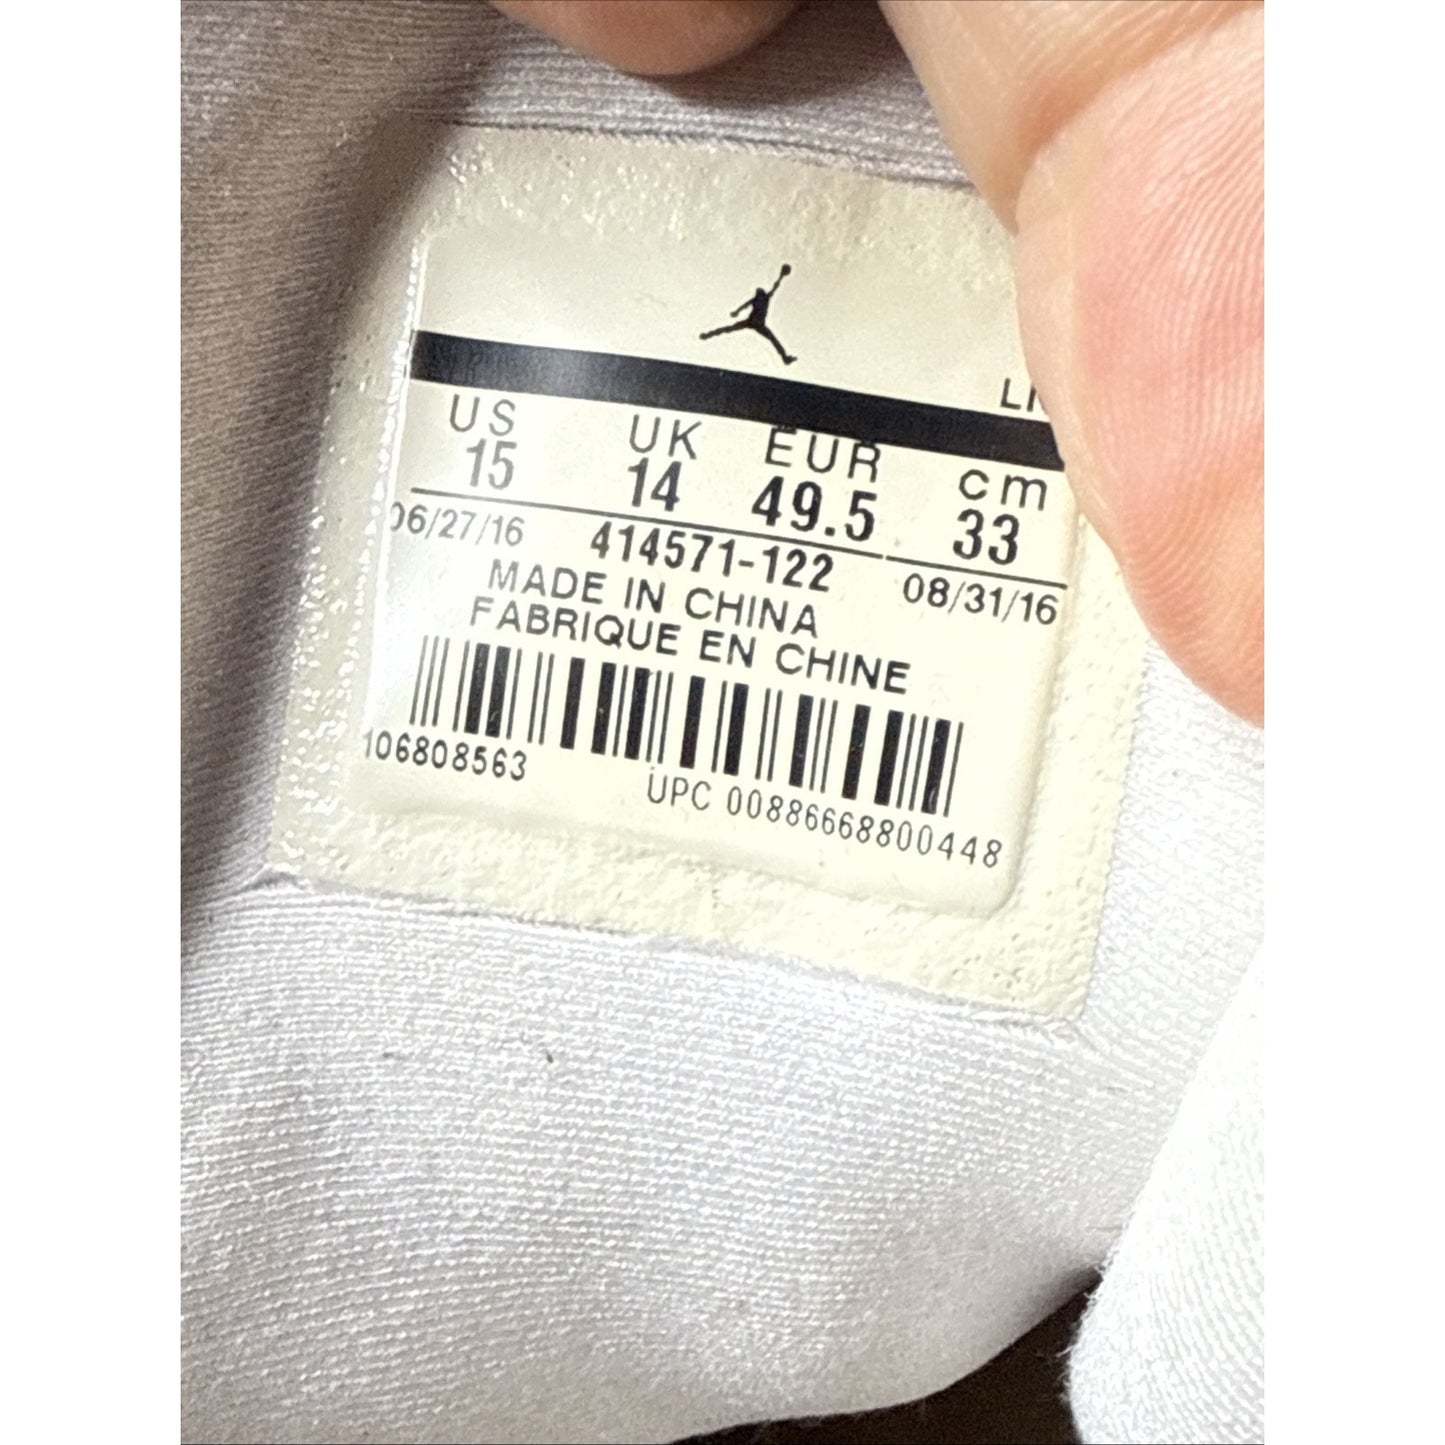 US UK EUR cm
15 14 49.5 33
06/27/16 414571-122 08/31/16
MADE IN CHINA
FABRIQUE EN CHINE
106808563 UPC 00886668800448